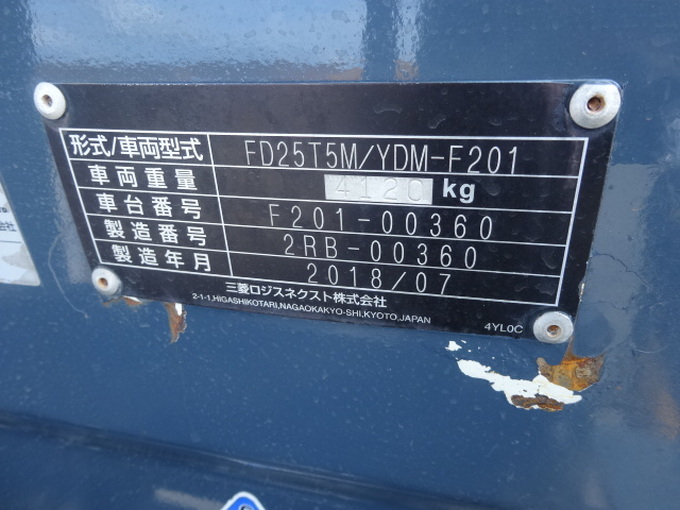 形式/車両型式 FD25T5M/YDM-F201
車両重量 4120 kg
車台番号 F201-00360
製造番号 2RB-00360
製造年月 2018/07
三菱ロジスネクスト株式会社
2-1-1,HIGASHIKOTARI,NAGAOKAKYO-SHI,KYOTO,JAPAN
4YL0C